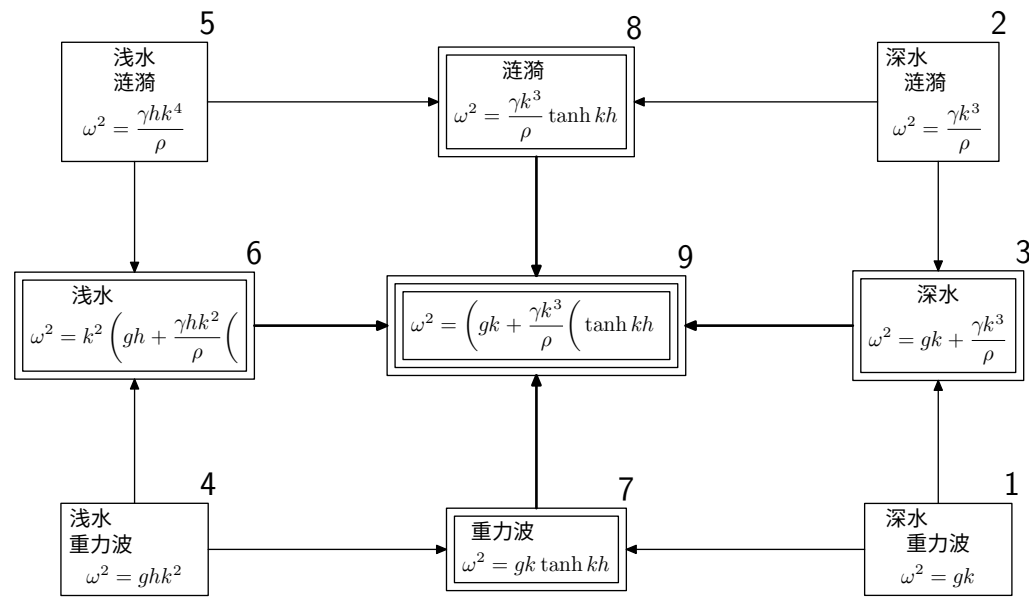 5
浅水
涟漪
ω² = γhk⁴/ρ
8
涟漪
ω² = γk³/ρ tanh kh
2
深水
涟漪
ω² = γk³/ρ
6
浅水
ω² = k² (gh + γhk²/ρ (
9
ω² = (gk + γk³/ρ ( tanh kh
3
深水
ω² = gk + γk³/ρ
4
浅水
重力波
ω² = ghk²
7
重力波
ω² = gk tanh kh
1
深水
重力波
ω² = gk